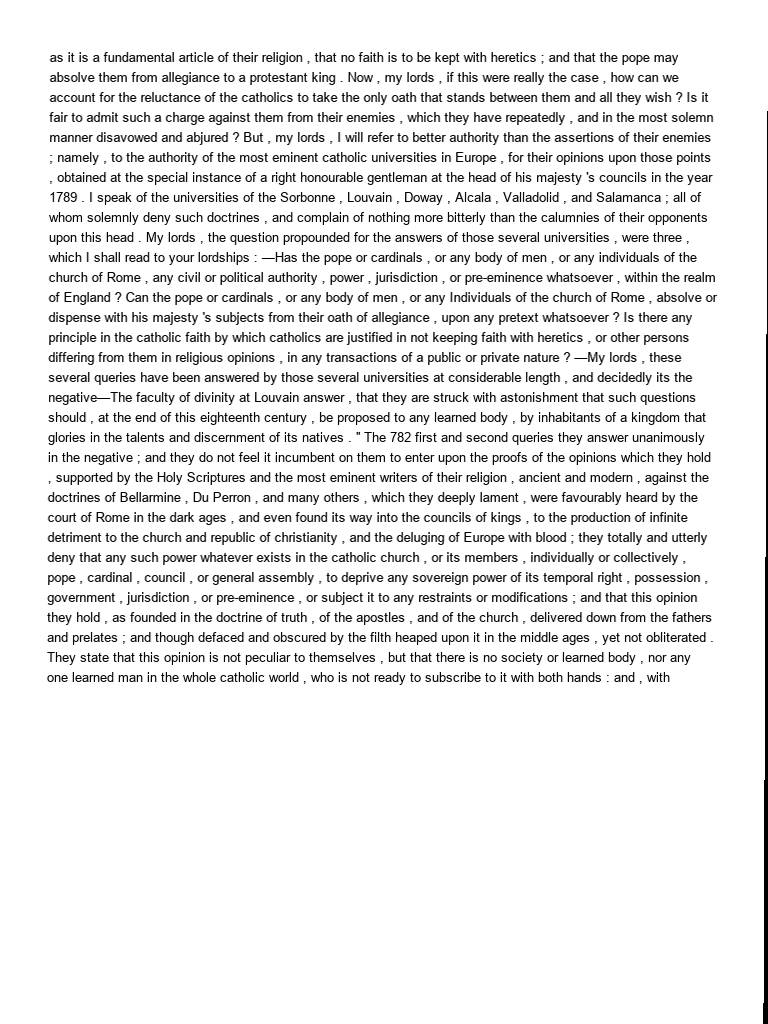 as it is a fundamental article of their religion , that no faith is to be kept with heretics ; and that the pope may
absolve them from allegiance to a protestant king . Now , my lords , if this were really the case , how can we
account for the reluctance of the catholics to take the only oath that stands between them and all they wish ? Is it
fair to admit such a charge against them from their enemies , which they have repeatedly , and in the most solemn
manner disavowed and abjured ? But , my lords , I will refer to better authority than the assertions of their enemies
; namely , to the authority of the most eminent catholic universities in Europe , for their opinions upon those points
, obtained at the special instance of a right honourable gentleman at the head of his majesty 's councils in the year
1789 . I speak of the universities of the Sorbonne , Louvain , Doway , Alcala , Valladolid , and Salamanca ; all of
whom solemnly deny such doctrines , and complain of nothing more bitterly than the calumnies of their opponents
upon this head . My lords , the question propounded for the answers of those several universities , were three ,
which I shall read to your lordships : —Has the pope or cardinals , or any body of men , or any individuals of the
church of Rome , any civil or political authority , power , jurisdiction , or pre-eminence whatsoever , within the realm
of England ? Can the pope or cardinals , or any body of men , or any Individuals of the church of Rome , absolve or
dispense with his majesty 's subjects from their oath of allegiance , upon any pretext whatsoever ? Is there any
principle in the catholic faith by which catholics are justified in not keeping faith with heretics , or other persons
differing from them in religious opinions , in any transactions of a public or private nature ? —My lords , these
several queries have been answered by those several universities at considerable length , and decidedly its the
negative—The faculty of divinity at Louvain answer , that they are struck with astonishment that such questions
should , at the end of this eighteenth century , be proposed to any learned body , by inhabitants of a kingdom that
glories in the talents and discernment of its natives . " The 782 first and second queries they answer unanimously
in the negative ; and they do not feel it incumbent on them to enter upon the proofs of the opinions which they hold
, supported by the Holy Scriptures and the most eminent writers of their religion , ancient and modern , against the
doctrines of Bellarmine , Du Perron , and many others , which they deeply lament , were favourably heard by the
court of Rome in the dark ages , and even found its way into the councils of kings , to the production of infinite
detriment to the church and republic of christianity , and the deluging of Europe with blood ; they totally and utterly
deny that any such power whatever exists in the catholic church , or its members , individually or collectively ,
pope , cardinal , council , or general assembly , to deprive any sovereign power of its temporal right , possession ,
government , jurisdiction , or pre-eminence , or subject it to any restraints or modifications ; and that this opinion
they hold , as founded in the doctrine of truth , of the apostles , and of the church , delivered down from the fathers
and prelates ; and though defaced and obscured by the filth heaped upon it in the middle ages , yet not obliterated .
They state that this opinion is not peculiar to themselves , but that there is no society or learned body , nor any
one learned man in the whole catholic world , who is not ready to subscribe to it with both hands : and , with